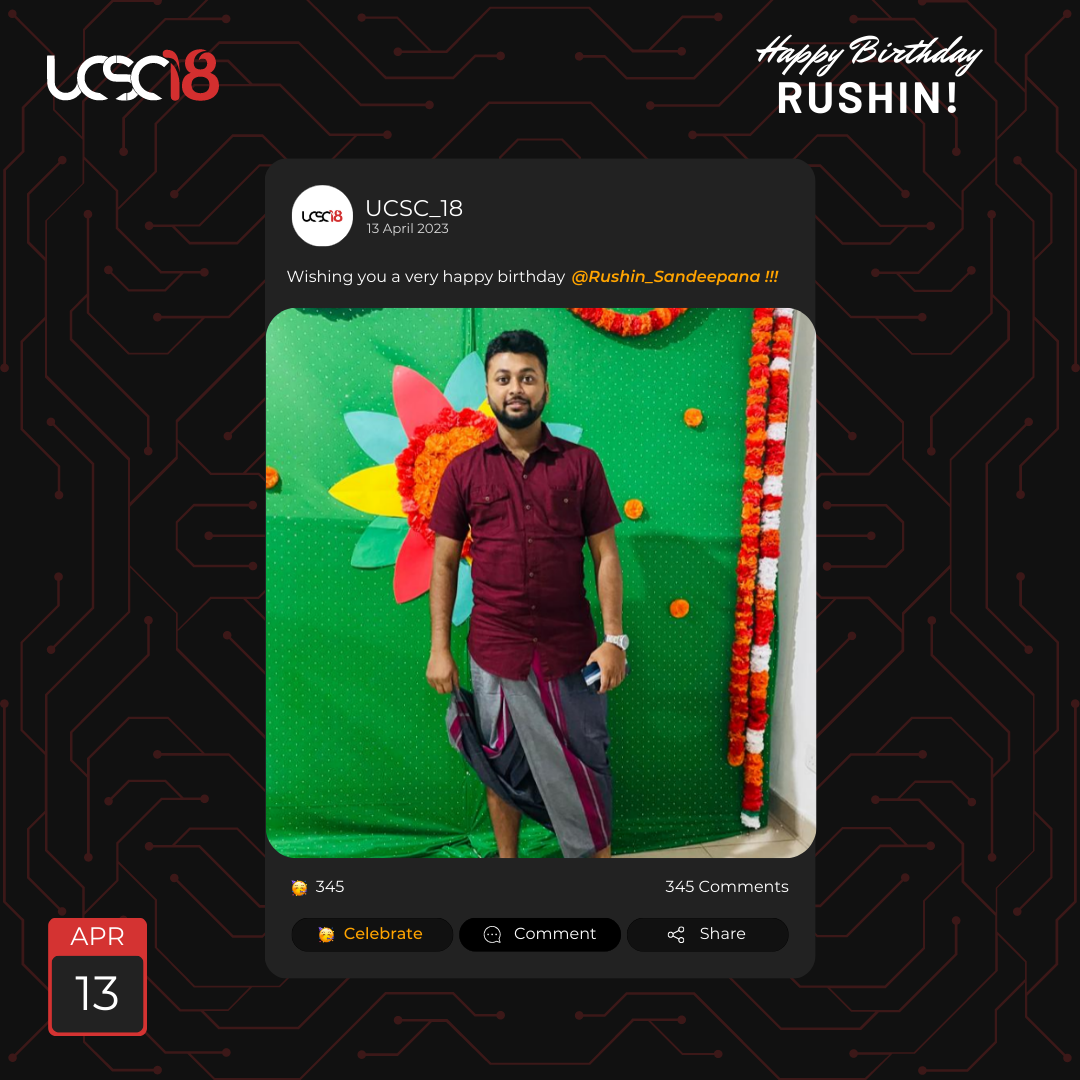 UCSC18
Happy Birthday
RUSHIN!
UCSC18
UCSC_18
13 April 2023
Wishing you a very happy birthday @Rushin_Sandeepana !!!
345
345 Comments
Celebrate
Comment
Share
APR
13